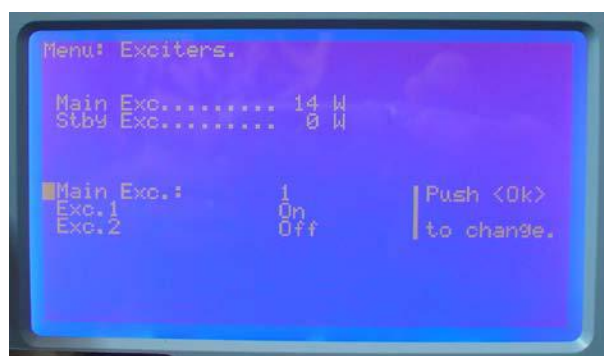 Menu: Exciters.
Main Exc......... 14 W
Stby Exc......... 0 W
Main Exc.: 1
Exc.1 On
Exc.2 Off
Push <Ok>
to change.